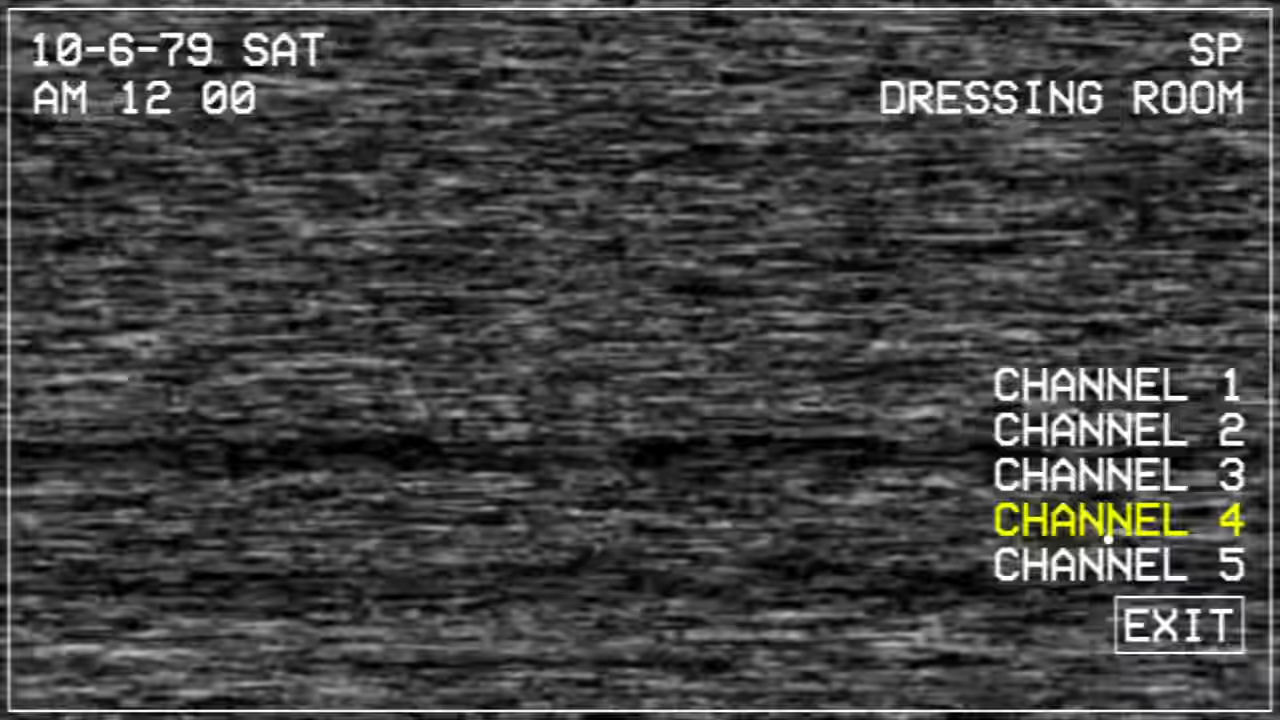 10-6-79 SAT
AM 12 00
SP
DRESSING ROOM
CHANNEL 1
CHANNEL 2
CHANNEL 3
CHANNEL 4
CHANNEL 5
EXIT